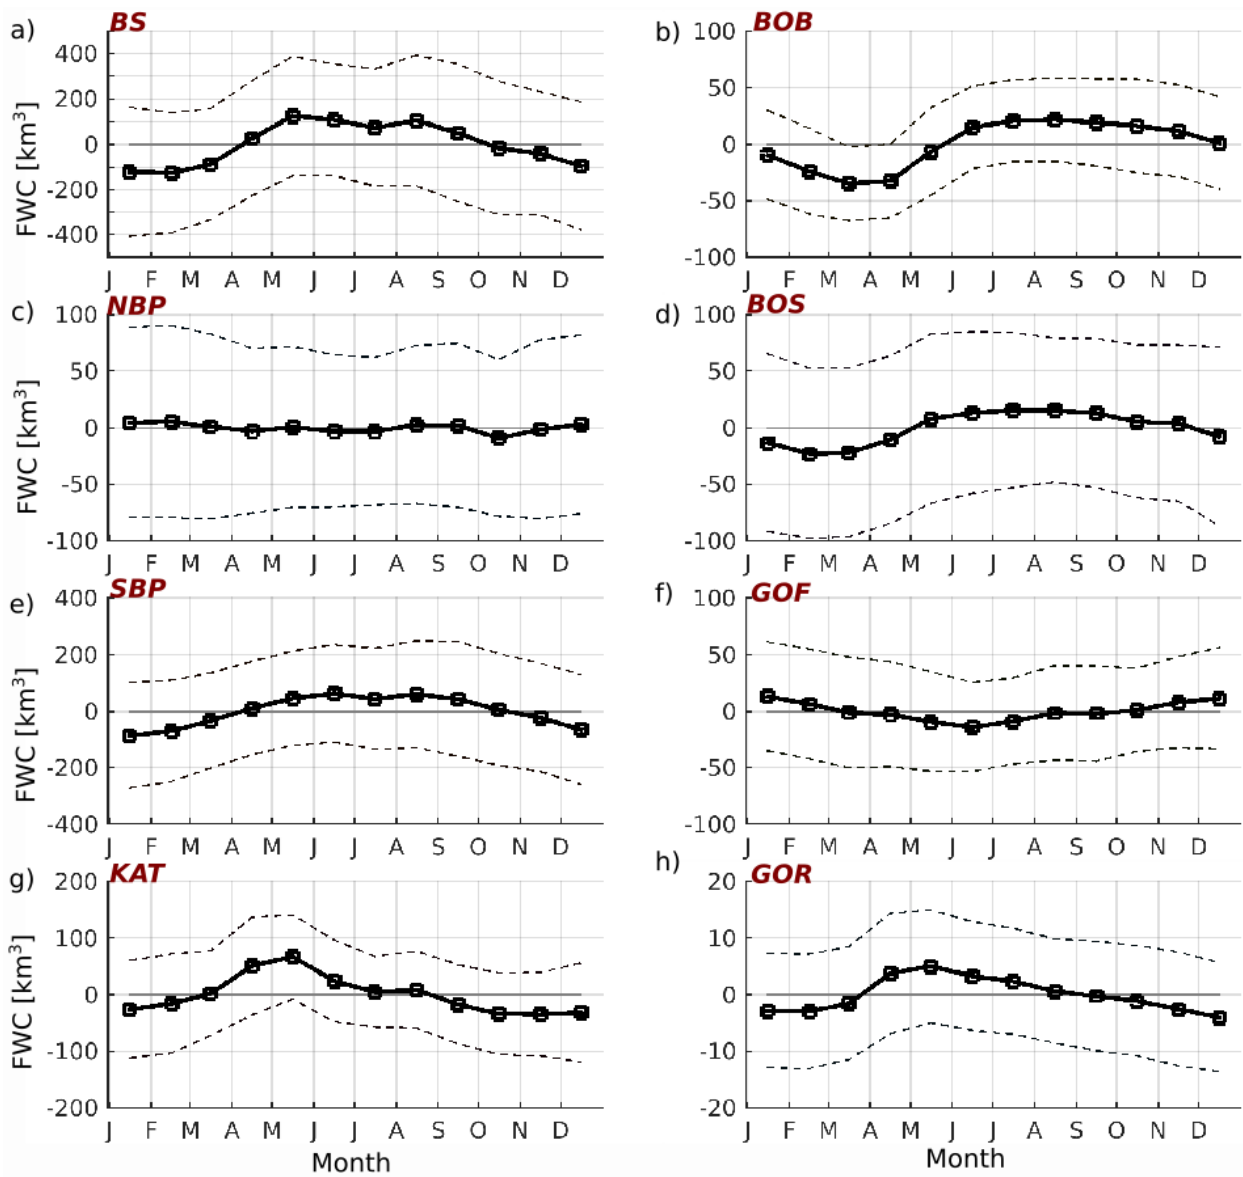 a) BS
400
200
0
-200
-400
FWC [km³]
J F M A M J J A S O N D
b) BOB
100
50
0
-50
-100
J F M A M J J A S O N D
c) NBP
100
50
0
-50
-100
FWC [km³]
J F M A M J J A S O N D
d) BOS
100
50
0
-50
-100
J F M A M J J A S O N D
e) SBP
400
200
0
-200
-400
FWC [km³]
J F M A M J J A S O N D
f) GOF
100
50
0
-50
-100
J F M A M J J A S O N D
g) KAT
200
100
0
-100
-200
FWC [km³]
J F M A M J J A S O N D
Month
h) GOR
20
10
0
-10
-20
J F M A M J J A S O N D
Month